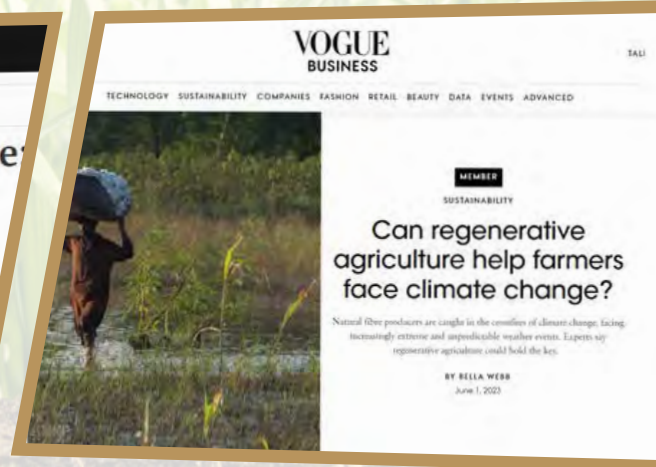 e:
VOGUE
BUSINESS
TALI
TECHNOLOGY SUSTAINABILITY COMPANIES FASHION RETAIL BEAUTY DATA EVENTS ADVANCED
MEMBER
SUSTAINABILITY
Can regenerative
agriculture help farmers
face climate change?
Natural fibre producers are caught in the crossfires of climate change, facing
increasingly extreme and unpredictable weather events. Experts say
regenerative agriculture could hold the key.
BY BELLA WEBB
June 1, 2023